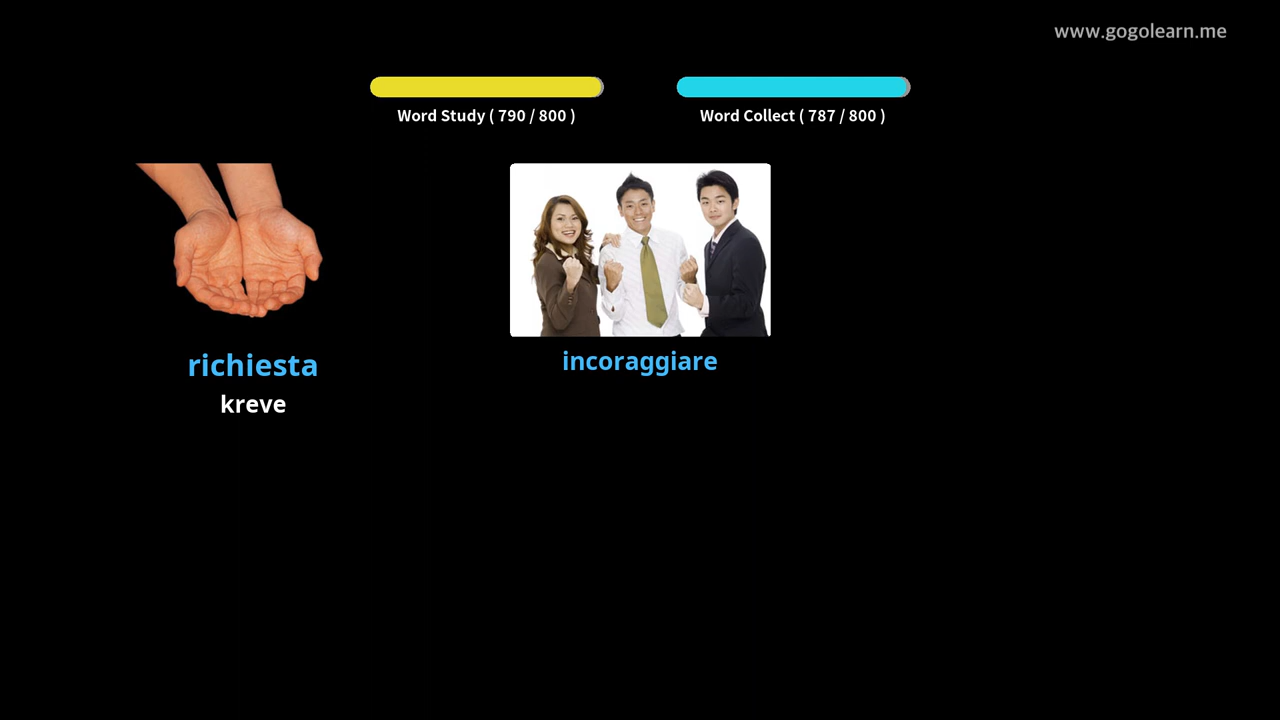 www.gogolearn.me
Word Study ( 790 / 800 )
Word Collect ( 787 / 800 )
richiesta
kreve
incoraggiare